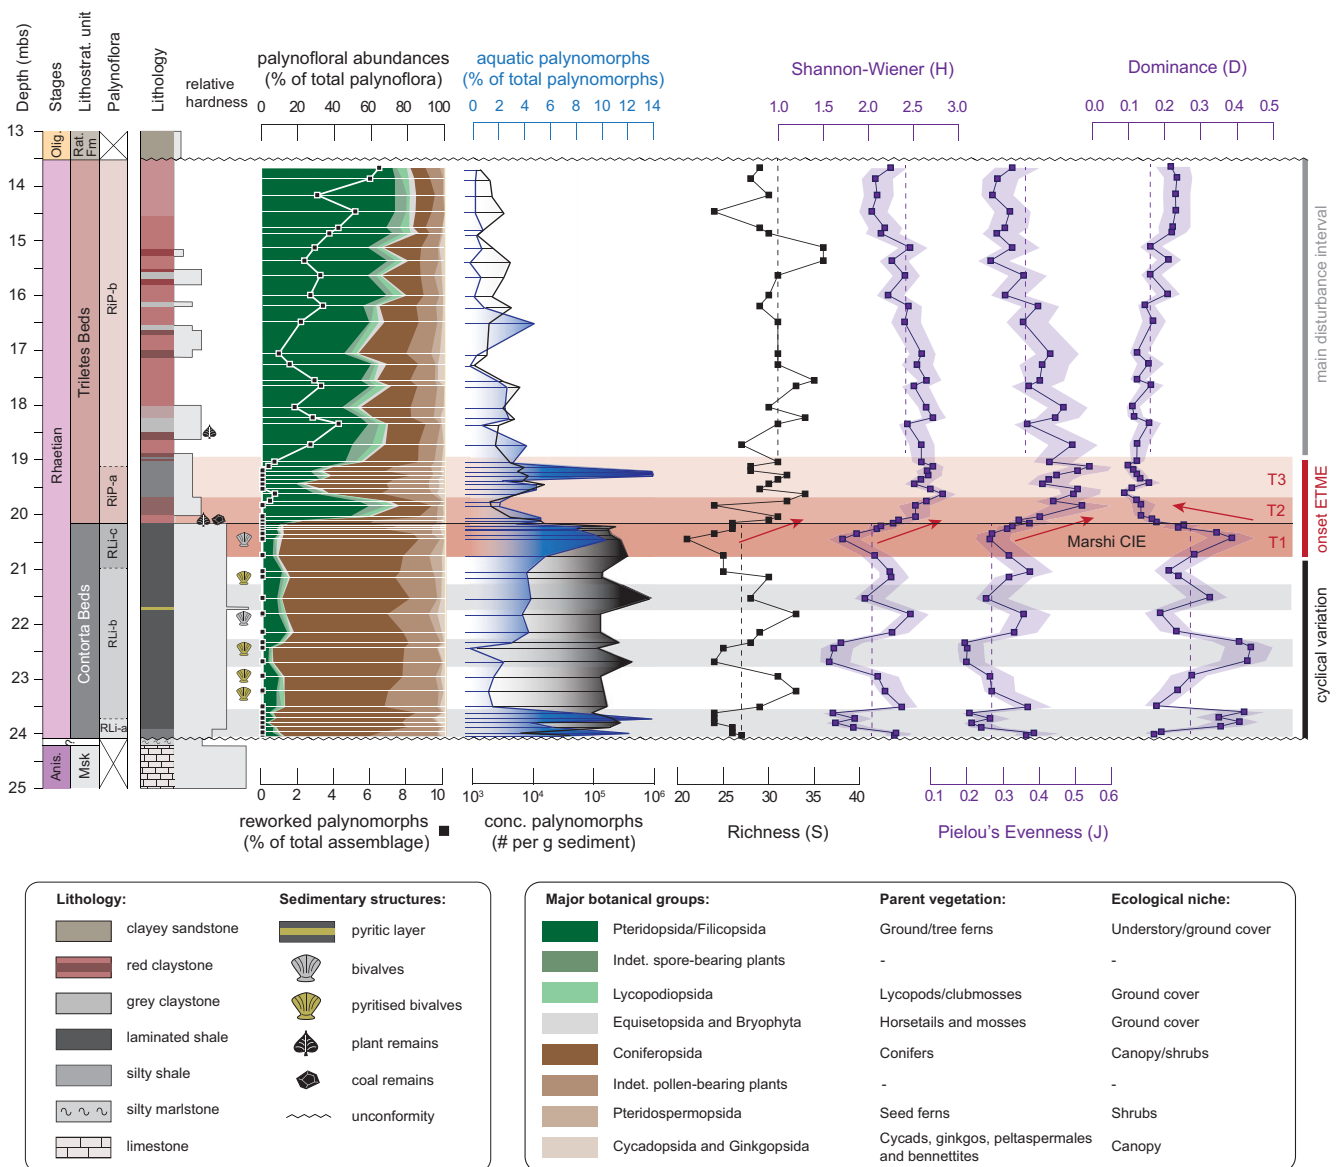 Depth (mbs)
Stages
Lithostrat. unit
Palynoflora
Lithology
relative
hardness
palynofloral abundances
(% of total palynoflora)
0 20 40 60 80 100
aquatic palynomorphs
(% of total palynomorphs)
0 2 4 6 8 10 12 14
Shannon-Wiener (H)
1.0 1.5 2.0 2.5 3.0
Dominance (D)
0.0 0.1 0.2 0.3 0.4 0.5
13
14
15
16
17
18
19
20
21
22
23
24
25
Olig.
Rat.
Fm
Rhaetian
Triletes Beds
Contorta Beds
RiP-b
RiP-a
RLi-c
RLi-b
RLi-a
?
Anis.
Msk
main disturbance interval
T3
T2
T1
onset ETME
Marshi CIE
cyclical variation
0 2 4 6 8 10
reworked palynomorphs
(% of total assemblage)
10³ 10⁴ 10⁵ 10⁶
conc. palynomorphs
(# per g sediment)
20 25 30 35 40
Richness (S)
0.1 0.2 0.3 0.4 0.5 0.6
Pielou's Evenness (J)
Lithology:
clayey sandstone
red claystone
grey claystone
laminated shale
silty shale
silty marlstone
limestone
Sedimentary structures:
pyritic layer
bivalves
pyritised bivalves
plant remains
coal remains
unconformity
Major botanical groups: Parent vegetation: Ecological niche:
Pteridopsida/Filicopsida Ground/tree ferns Understory/ground cover
Indet. spore-bearing plants - -
Lycopodiopsida Lycopods/clubmosses Ground cover
Equisetopsida and Bryophyta Horsetails and mosses Ground cover
Coniferopsida Conifers Canopy/shrubs
Indet. pollen-bearing plants - -
Pteridospermopsida Seed ferns Shrubs
Cycadopsida and Ginkgopsida Cycads, ginkgos, peltaspermales Canopy
and bennettites